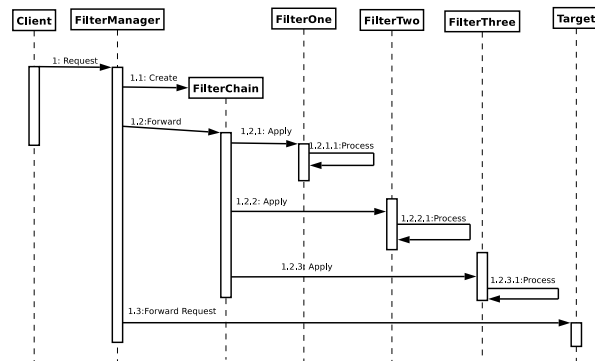 Client
FilterManager
FilterOne
FilterTwo
FilterThree
Target
1: Request
1.1: Create
FilterChain
1.2:Forward
1.2.1: Apply
1.2.1.1:Process
1.2.2: Apply
1.2.2.1:Process
1.2.3: Apply
1.2.3.1:Process
1.3:Forward Request